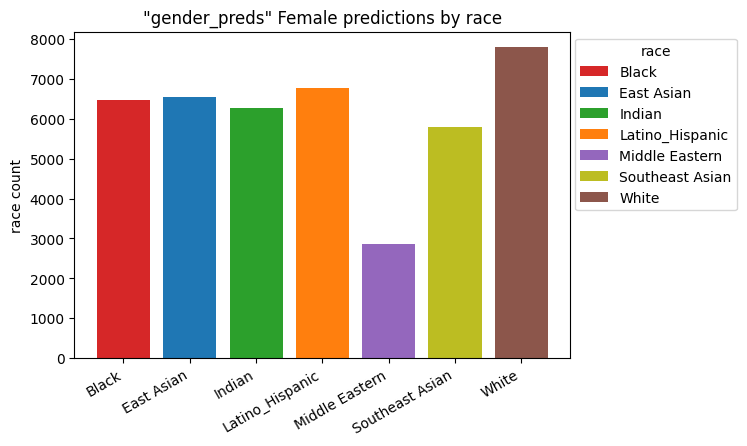 "gender_preds" Female predictions by race
8000
7000
6000
5000
4000
3000
2000
1000
0
race count
Black
East Asian
Indian
Latino_Hispanic
Middle Eastern
Southeast Asian
White
race
Black
East Asian
Indian
Latino_Hispanic
Middle Eastern
Southeast Asian
White